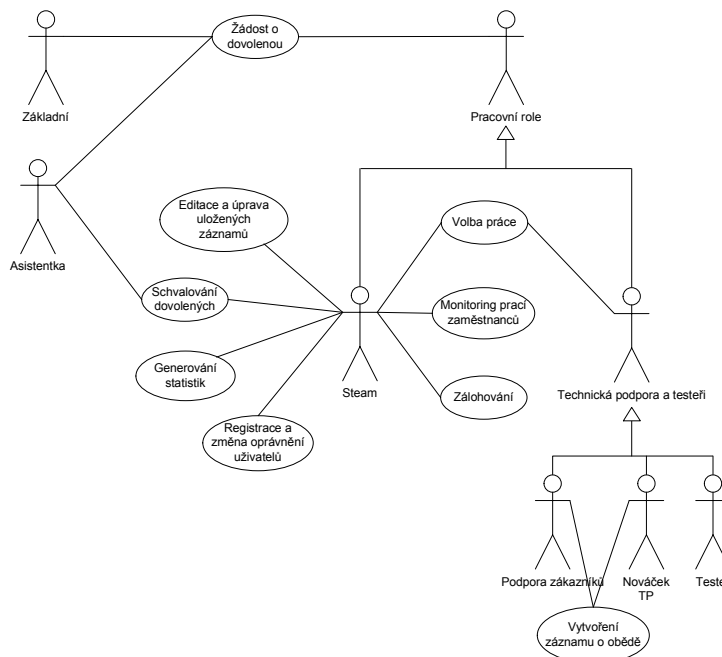 Žádost o
dovolenou
Základní
Pracovní role
Asistentka
Editace a úprava
uložených
záznamů
Volba práce
Schvalování
dovolených
Monitoring prací
zaměstnanců
Generování
statistik
Steam
Zálohování
Technická podpora a testeři
Registrace a
změna oprávnění
uživatelů
Podpora zákazníků
Nováček
TP
Teste
Vytvoření
záznamu o obědě